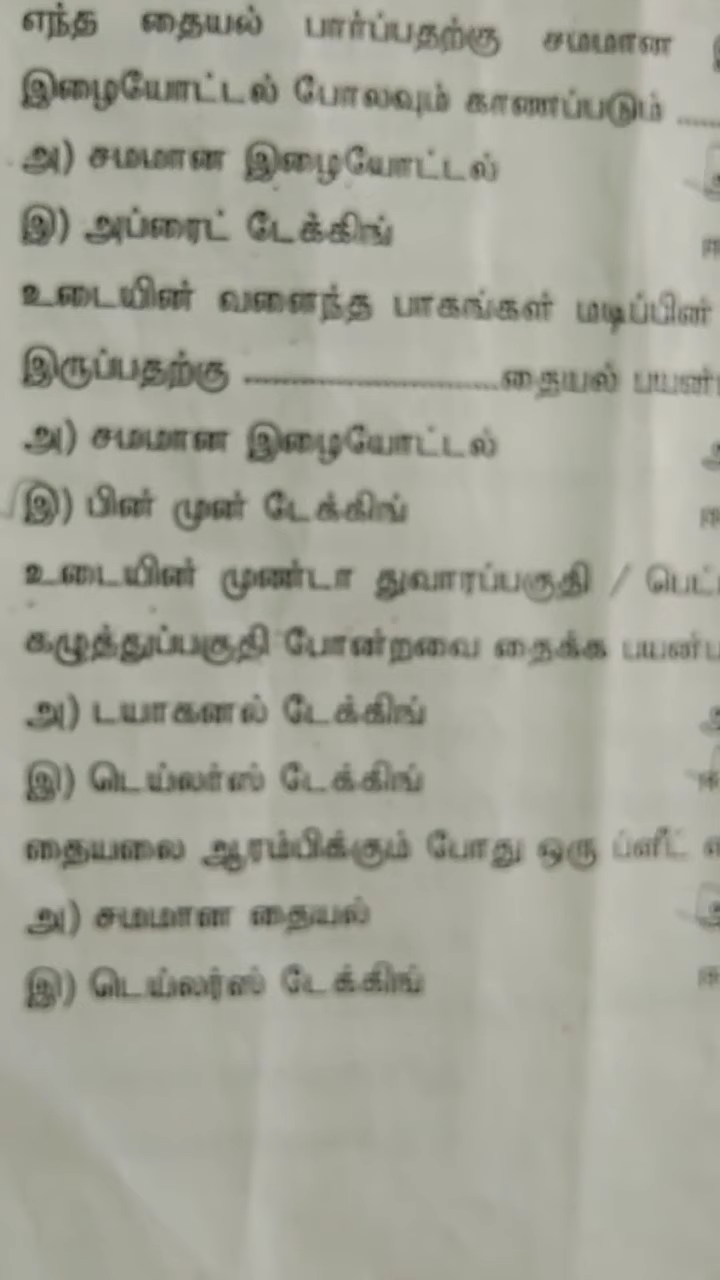 எந்த தையல் பார்ப்பதற்கு சமமான
இழையோட்டல் போலவும் காணப்படும் ......
அ) சமமான இழையோட்டல்
இ) அப்ரைட் டேக்கிங்
உடையின் வளைந்த பாகங்கள் மடிப்பின்
இருப்பதற்கு ..............................தையல்
அ) சமமான இழையோட்டல்
இ) பின் முன் டேக்கிங்
உடையின் முண்டா துவாரப்பகுதி /
கழுத்துப்பகுதி போன்றவை தைக்க
அ) டயாகனல் டேக்கிங்
இ) டெய்லர்ஸ் டேக்கிங்
தையலை ஆரம்பிக்கும் போது ஒரு ப்ளீட்
அ) சமமான தையல்
இ) டெய்லர்ஸ் டேக்கிங்